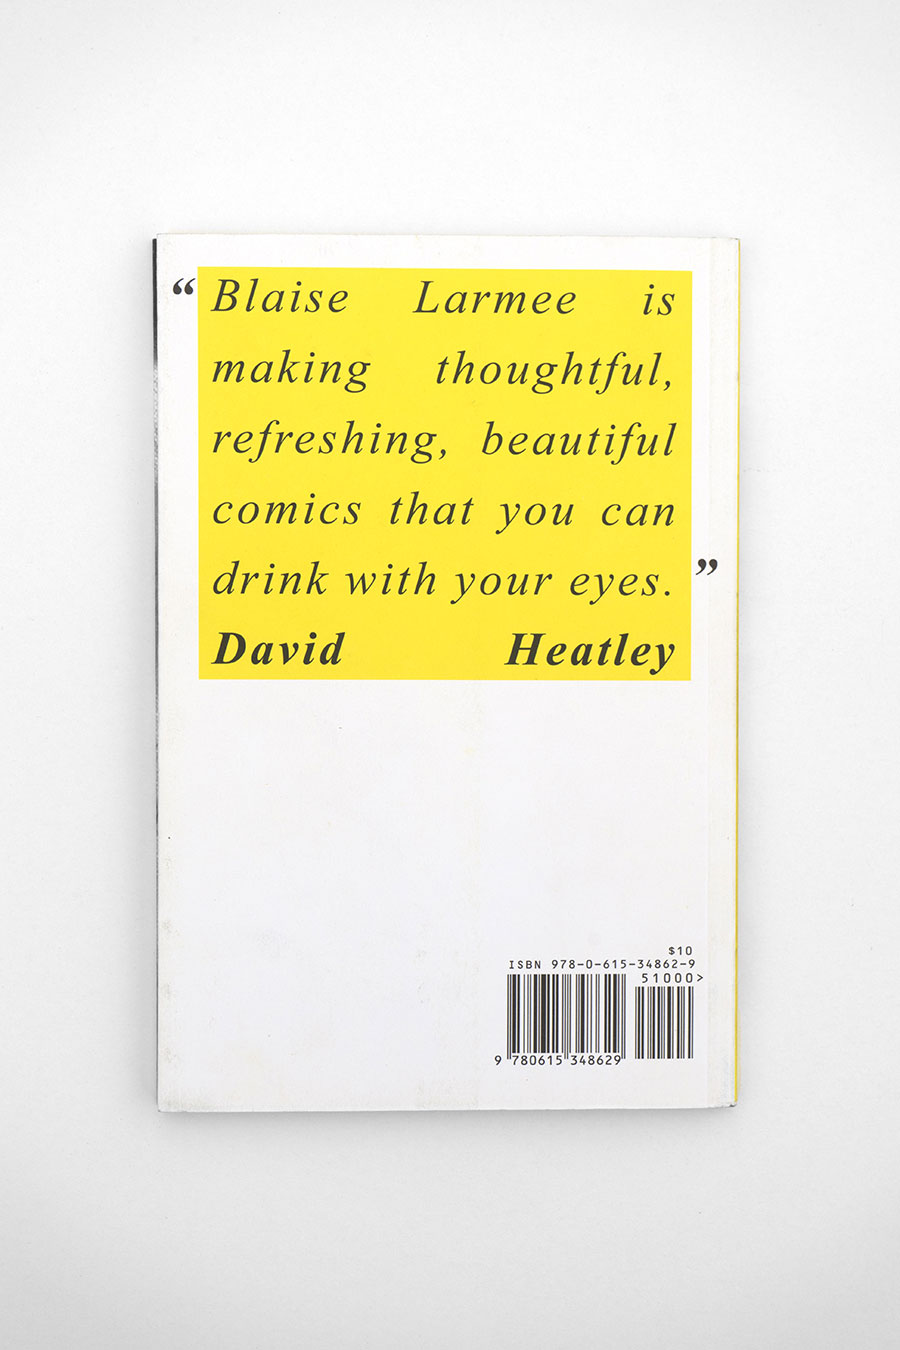 “Blaise Larmee is
making thoughtful,
refreshing, beautiful
comics that you can
drink with your eyes.”
David Heatley
$10
ISBN 978-0-615-34862-9
51000>
9 780615 348629